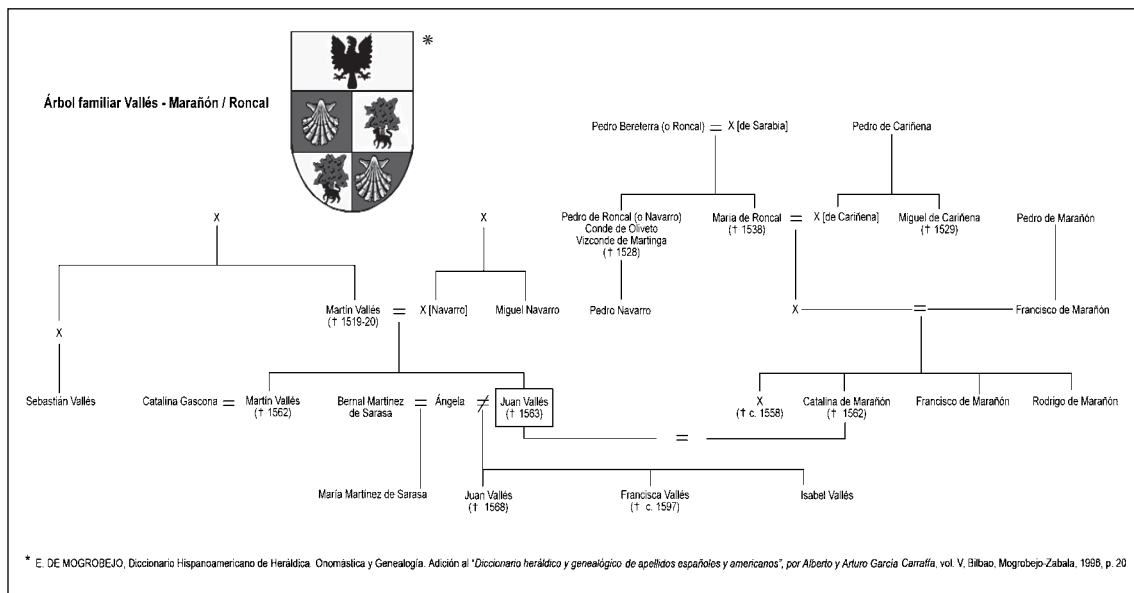 *
Árbol familiar Vallés - Marañón / Roncal
Pedro Bereterra (o Roncal) = X [de Sarabia]
Pedro de Cariñena
X
X
Pedro de Roncal (o Navarro)
Conde de Oliveto
Vizconde de Martinga
(† 1528)
Maria de Roncal
(† 1538)
= X [de Cariñena]
Miguel de Cariñena
(† 1529)
Pedro de Marañón
Martín Vallés
(† 1519-20)
= X [Navarro]
Miguel Navarro
Pedro Navarro
X = Francisco de Marañón
X
Sebastián Vallés
Catalina Gascona =
Martín Vallés
(† 1562)
Bernal Martinez
de Sarasa
= Ángela ≠
Juan Vallés
(† 1563)
X
(† c. 1558)
Catalina de Marañón
(† 1562)
Francisco de Marañón
Rodrigo de Marañón
=
María Martínez de Sarasa
Juan Vallés
(† 1568)
Francisca Vallés
(† c. 1597)
Isabel Vallés
* E. DE MOGROBEJO, Diccionario Hispanoamericano de Heráldica. Onomástica y Genealogía. Adición al "Diccionario heráldico y genealógico de apellidos españoles y americanos", por Alberto y Arturo García Carraffa, vol. V, Bilbao, Mogrobejo-Zabala, 1996, p. 20